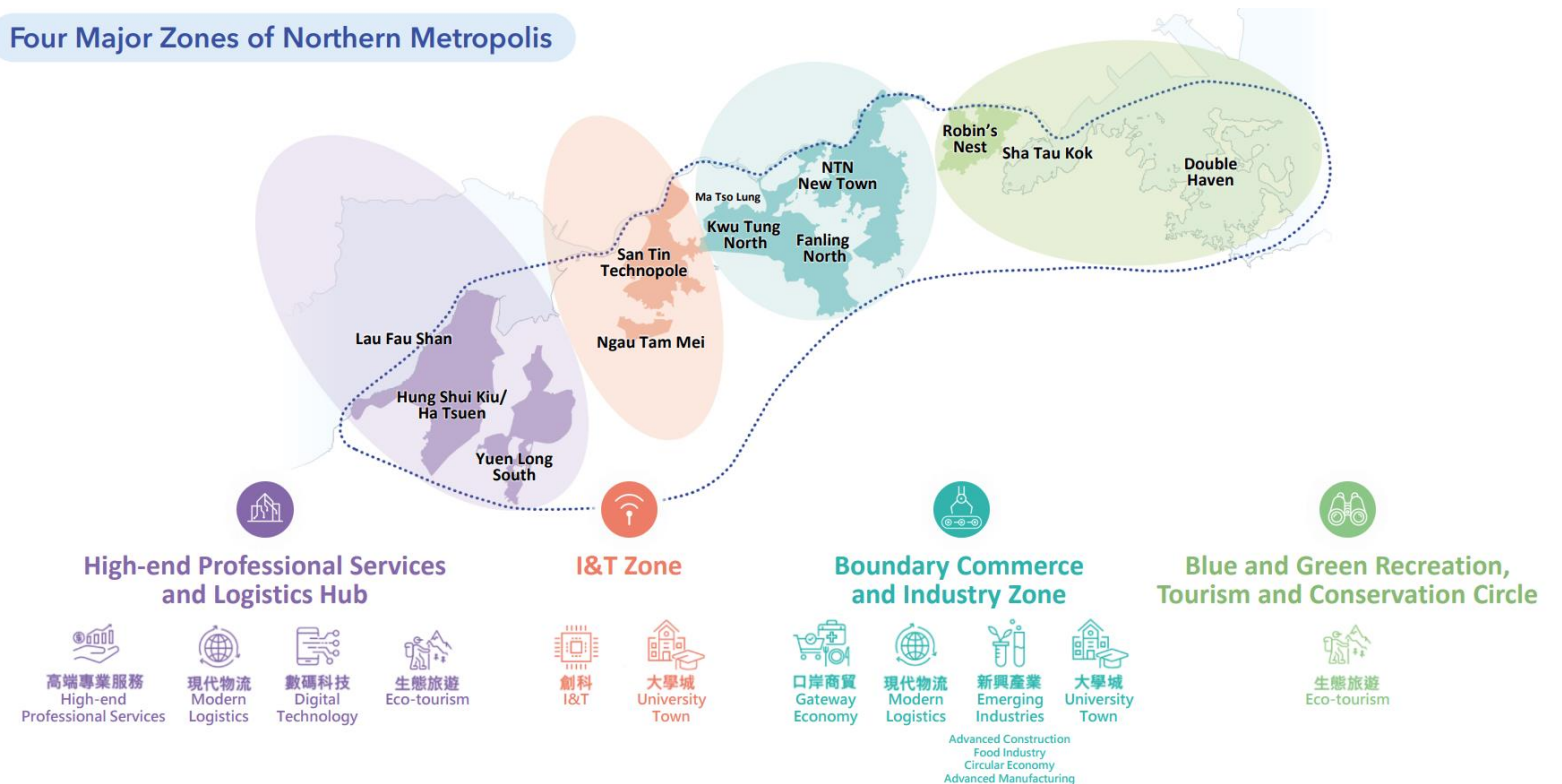 Four Major Zones of Northern Metropolis
Robin's
Nest
Sha Tau Kok
Double
Haven
NTN
New Town
Ma Tso Lung
Kwu Tung
North
Fanling
North
San Tin
Technopole
Ngau Tam Mei
Lau Fau Shan
Hung Shui Kiu/
Ha Tsuen
Yuen Long
South
High-end Professional Services
and Logistics Hub
高端專業服務
High-end
Professional Services
現代物流
Modern
Logistics
數碼科技
Digital
Technology
生態旅遊
Eco-tourism
I&T Zone
創科
I&T
大學城
University
Town
Boundary Commerce
and Industry Zone
口岸商貿
Gateway
Economy
現代物流
Modern
Logistics
新興產業
Emerging
Industries
Advanced Construction
Food Industry
Circular Economy
Advanced Manufacturing
大學城
University
Town
Blue and Green Recreation,
Tourism and Conservation Circle
生態旅遊
Eco-tourism